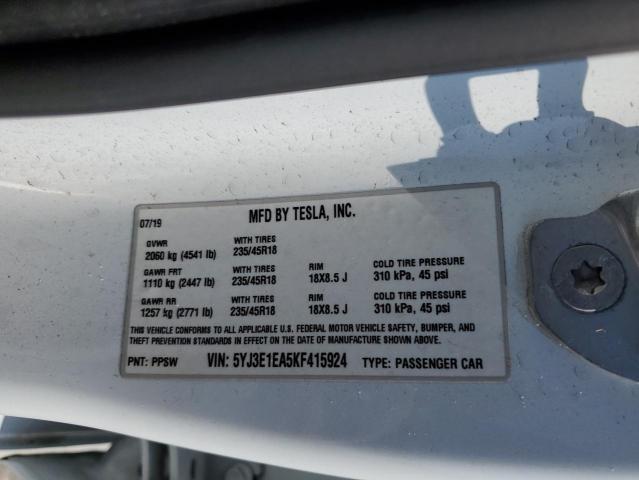 MFD BY TESLA, INC.
07/19
GVWR WITH TIRES
2060 kg (4541 lb) 235/45R18
GAWR FRT WITH TIRES RIM COLD TIRE PRESSURE
1110 kg (2447 lb) 235/45R18 18X8.5 J 310 kPa, 45 psi
GAWR RR WITH TIRES RIM COLD TIRE PRESSURE
1257 kg (2771 lb) 235/45R18 18X8.5 J 310 kPa, 45 psi
THIS VEHICLE CONFORMS TO ALL APPLICABLE U.S. FEDERAL MOTOR VEHICLE SAFETY, BUMPER, AND
THEFT PREVENTION STANDARDS IN EFFECT ON THE DATE OF MANUFACTURE SHOWN ABOVE.
PNT: PPSW VIN: 5YJ3E1EA5KF415924 TYPE: PASSENGER CAR